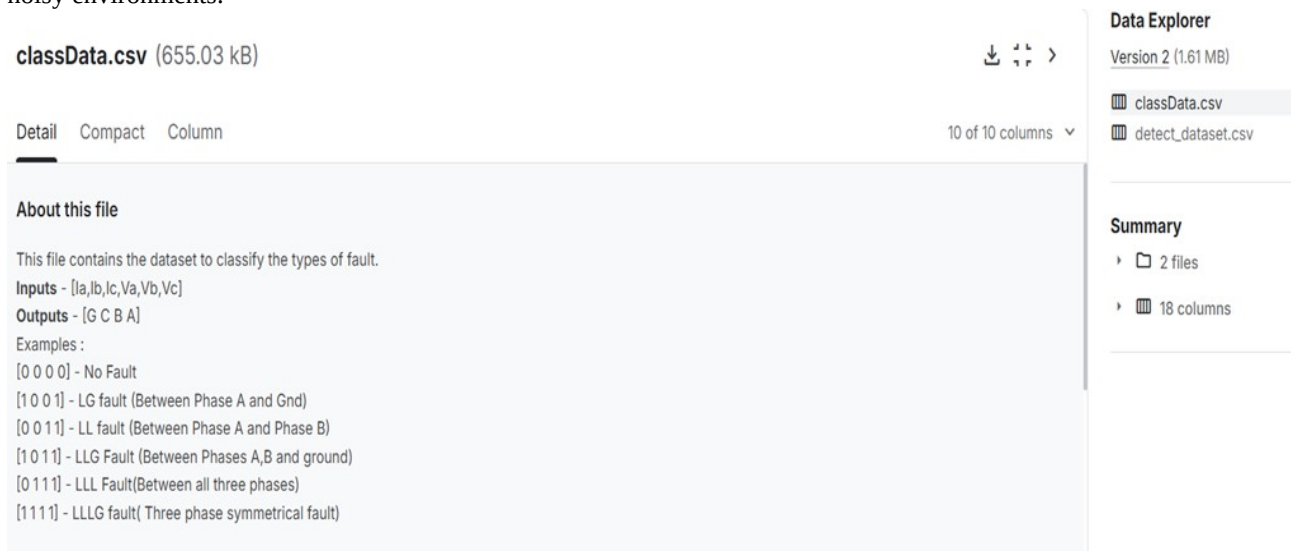 noisy environments.
classData.csv (655.03 kB)
Detail Compact Column
10 of 10 columns
About this file
This file contains the dataset to classify the types of fault.
Inputs - [Ia,Ib,Ic,Va,Vb,Vc]
Outputs - [G C B A]
Examples :
[0 0 0 0] - No Fault
[1 0 0 1] - LG fault (Between Phase A and Gnd)
[0 0 1 1] - LL fault (Between Phase A and Phase B)
[1 0 1 1] - LLG Fault (Between Phases A,B and ground)
[0 1 1 1] - LLL Fault(Between all three phases)
[1 1 1 1] - LLLG fault( Three phase symmetrical fault)
Data Explorer
Version 2 (1.61 MB)
classData.csv
detect_dataset.csv
Summary
2 files
18 columns